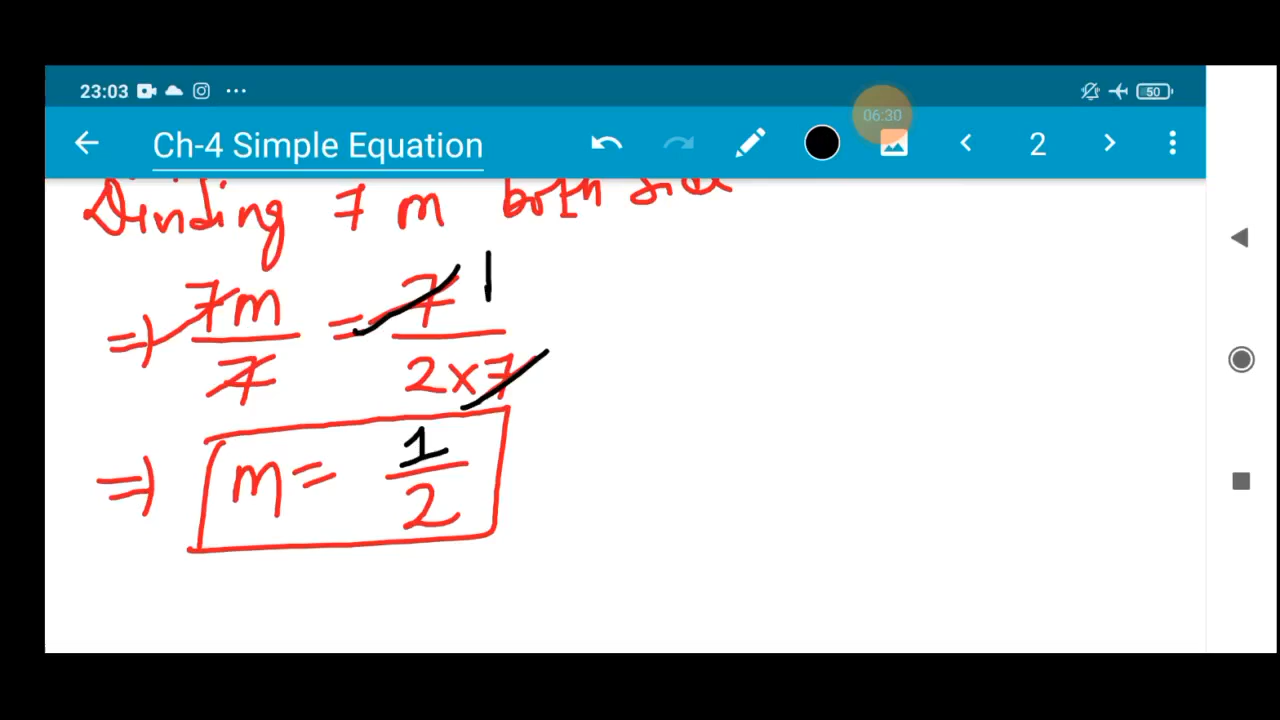 23:03 ...
50
06:30
Ch-4 Simple Equation
2
Dividing 7 m both side
=> 7m/7 = 7 1/2×7
=> m = 1/2